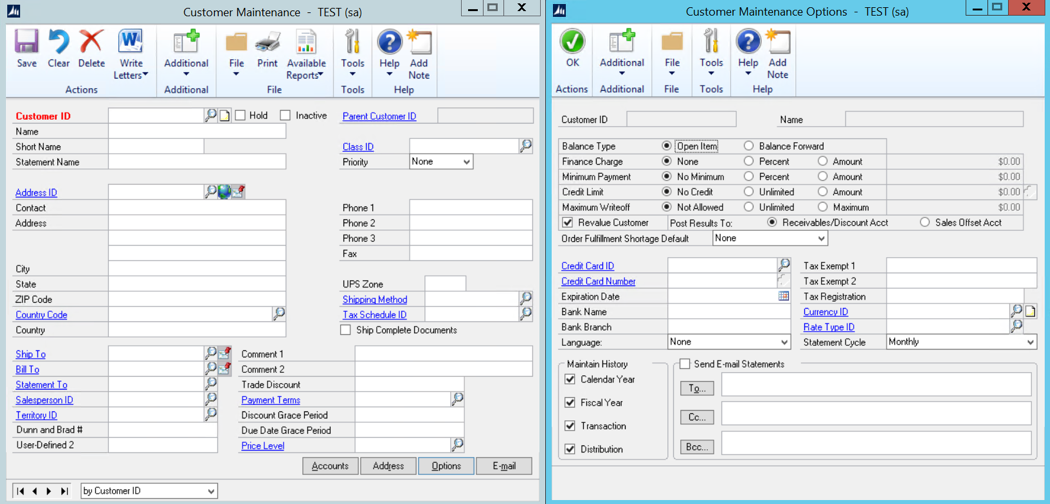 Customer Maintenance - TEST (sa)
Save Clear Delete Write Letters Additional File Print Available Reports Tools Help Add Note
Actions Additional File Tools Help
Customer ID Hold Inactive Parent Customer ID
Name
Short Name Class ID
Statement Name Priority None
Address ID
Contact Phone 1
Address Phone 2
Phone 3
Fax
City
State UPS Zone
ZIP Code Shipping Method
Country Code Tax Schedule ID
Country Ship Complete Documents
Ship To Comment 1
Bill To Comment 2
Statement To Trade Discount
Salesperson ID Payment Terms
Territory ID Discount Grace Period
Dunn and Brad # Due Date Grace Period
User-Defined 2 Price Level
Accounts Address Options E-mail
by Customer ID
Customer Maintenance Options - TEST (sa)
OK Additional File Tools Help Add Note
Actions Additional File Tools Help
Customer ID Name
Balance Type Open Item Balance Forward
Finance Charge None Percent Amount $0.00
Minimum Payment No Minimum Percent Amount $0.00
Credit Limit No Credit Unlimited Amount $0.00
Maximum Writeoff Not Allowed Unlimited Maximum $0.00
Revalue Customer Post Results To: Receivables/Discount Acct Sales Offset Acct
Order Fulfillment Shortage Default None
Credit Card ID Tax Exempt 1
Credit Card Number Tax Exempt 2
Expiration Date Tax Registration
Bank Name Currency ID
Bank Branch Rate Type ID
Language: None Statement Cycle Monthly
Maintain History Send E-mail Statements
Calendar Year To...
Fiscal Year Cc...
Transaction
Distribution Bcc...